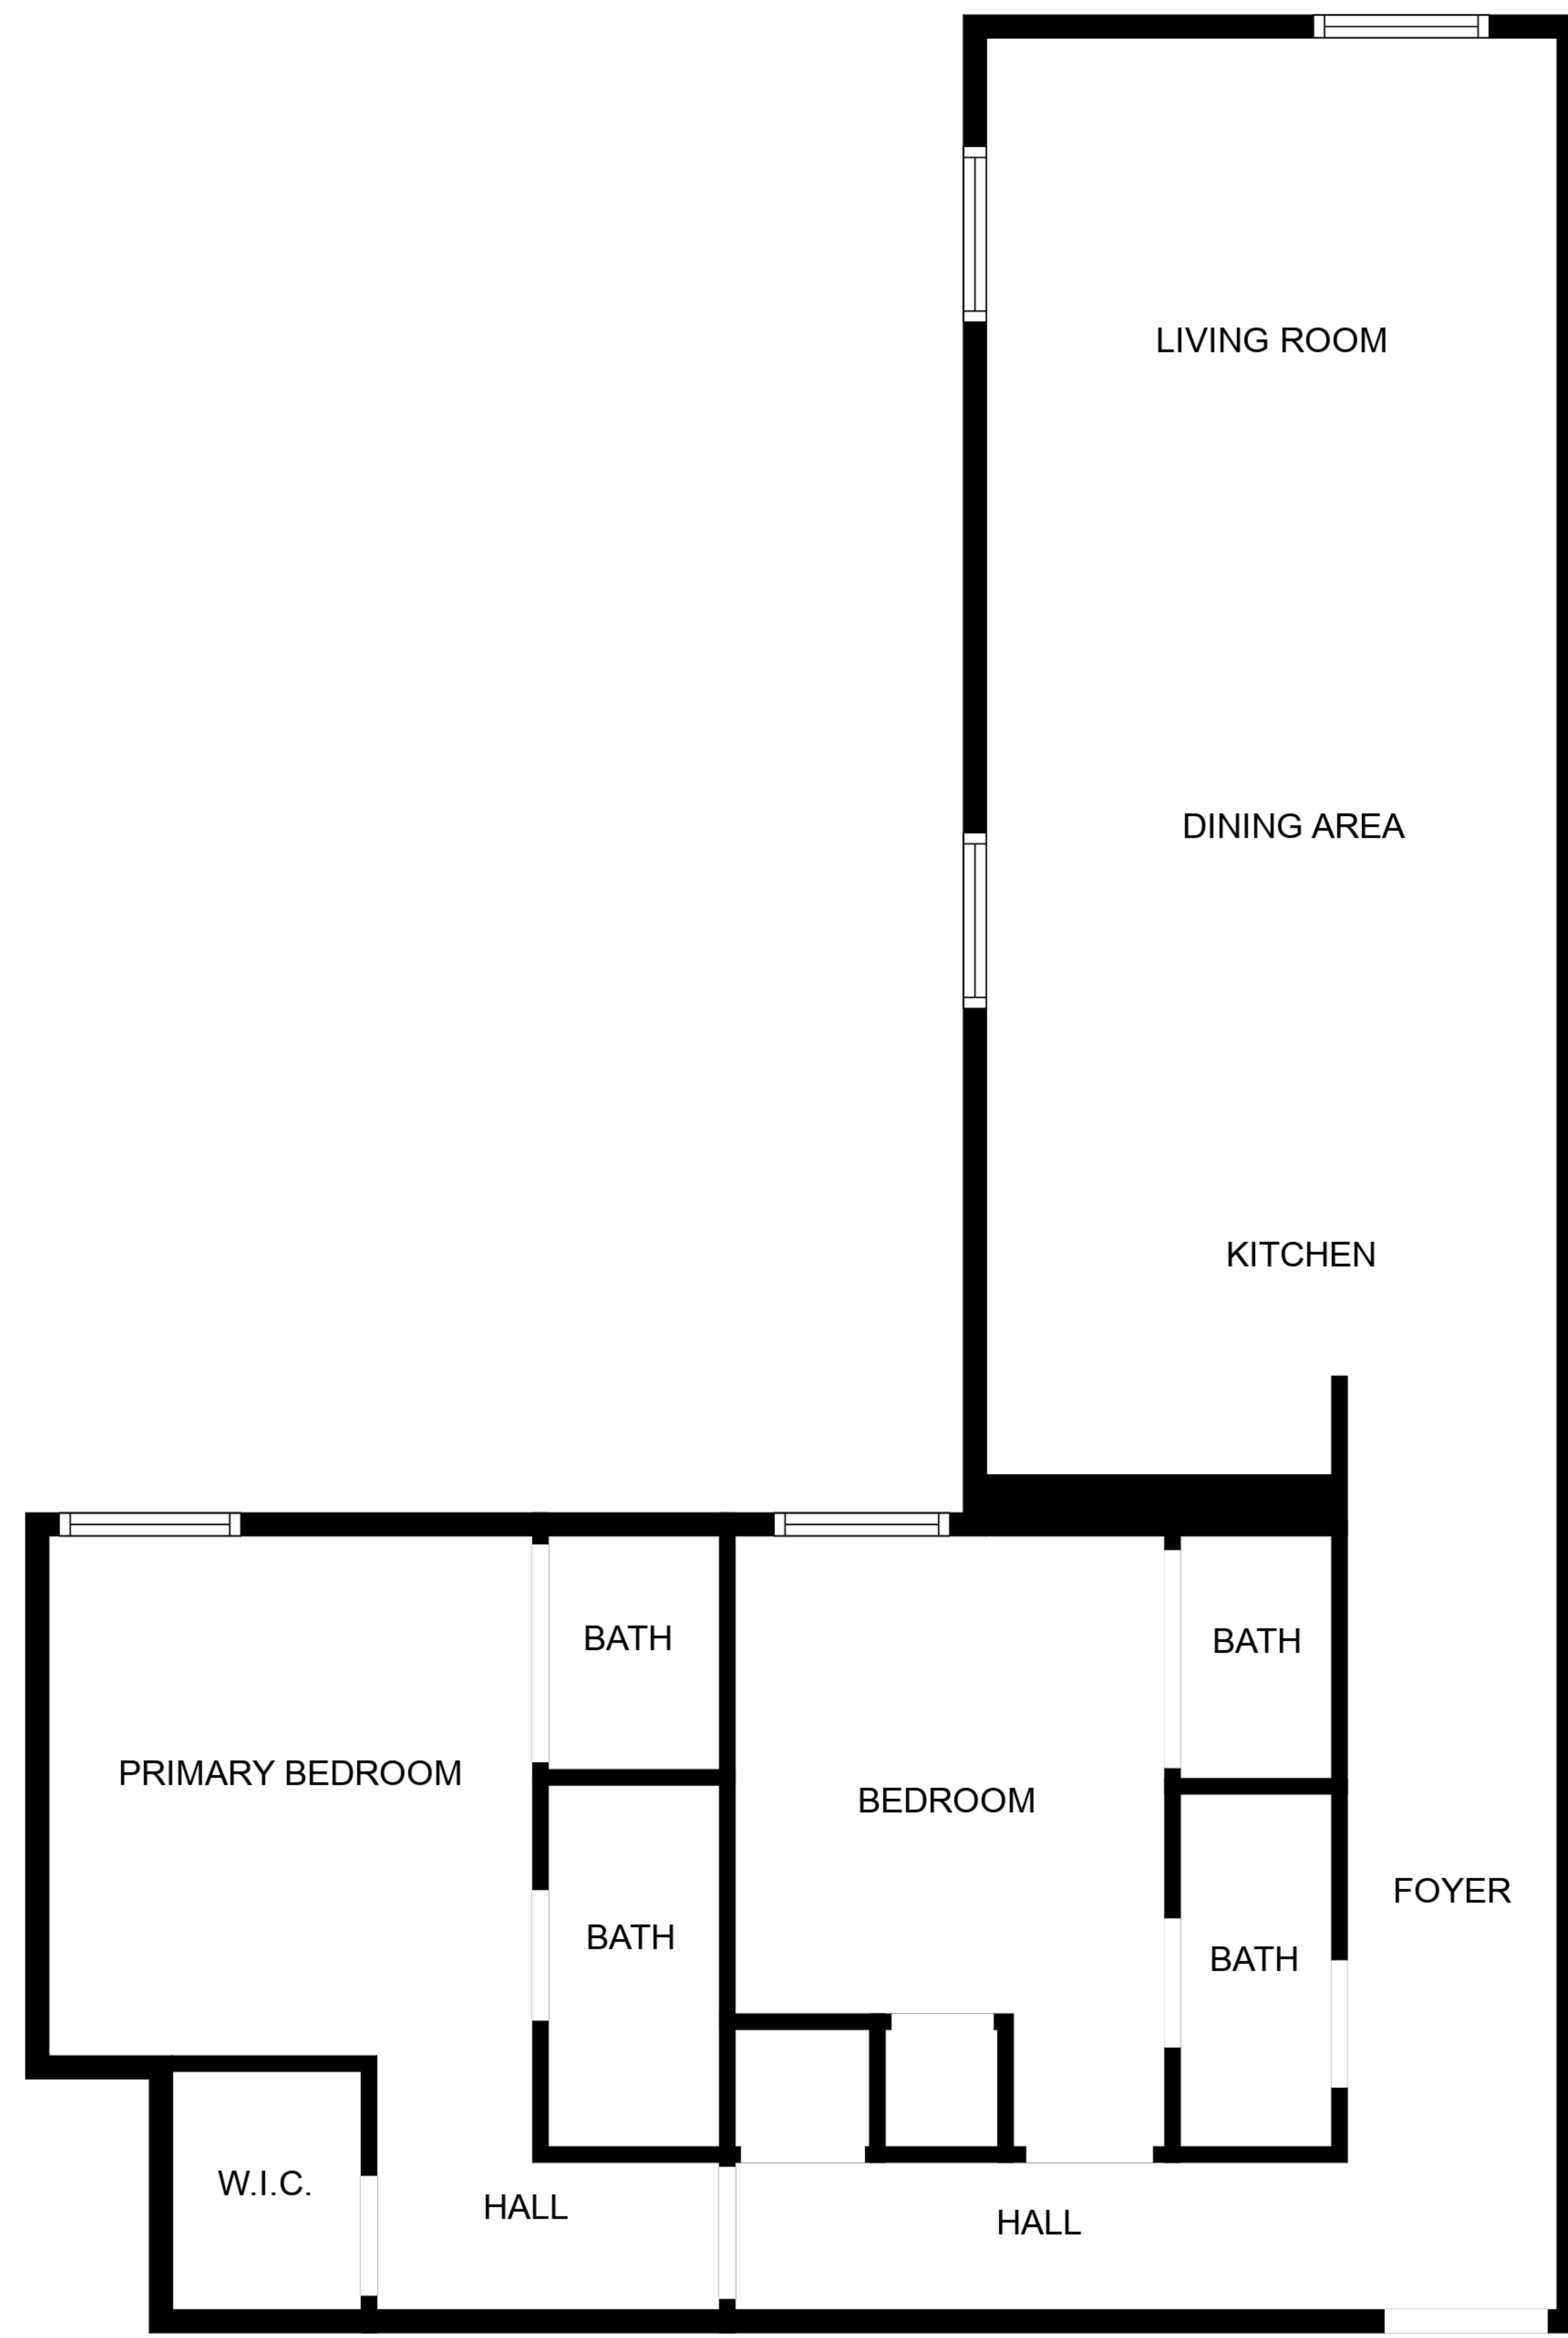 LIVING ROOM
DINING AREA
KITCHEN
BATH
BATH
PRIMARY BEDROOM
BEDROOM
FOYER
BATH
BATH
W.I.C.
HALL
HALL